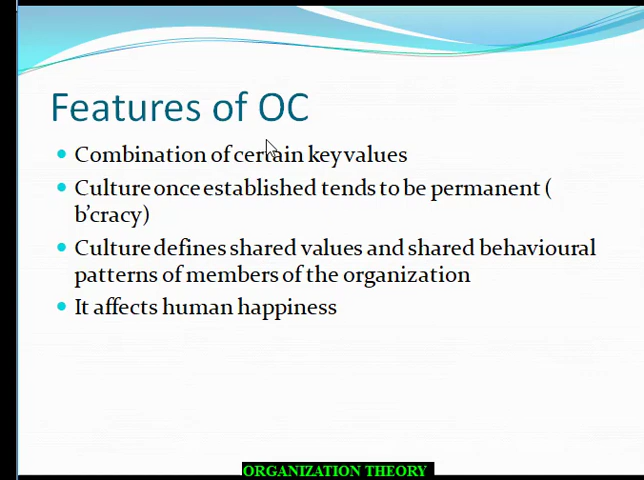 Features of OC
Combination of certain key values
Culture once established tends to be permanent (
b'cracy)
Culture defines shared values and shared behavioural
patterns of members of the organization
It affects human happiness
ORGANIZATION THEORY